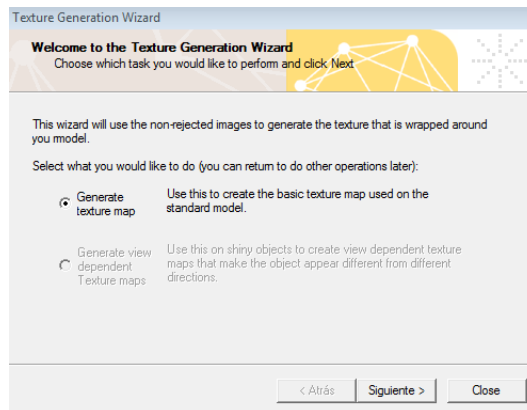 Texture Generation Wizard
Welcome to the Texture Generation Wizard
Choose which task you would like to perform and click Next
This wizard will use the non-rejected images to generate the texture that is wrapped around
you mmodel.
Select what you would like to do (you can return to do other operations later):
Generate texture map
Use this to create the basic texture map used on the
standard model.
Generate view dependent Texture maps
Use this on shiny objects to create view dependent texture
maps that make the object appear different from different
directions.
< Atrás
Siguiente >
Close